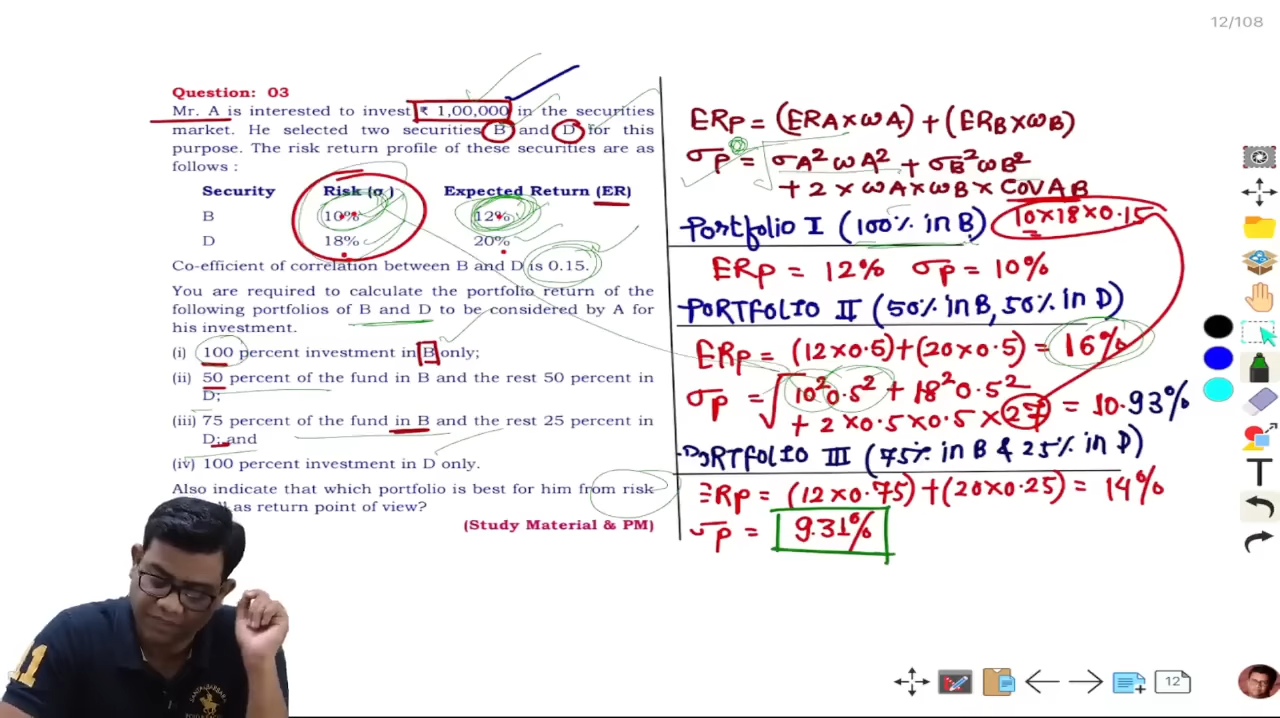 12/108
Question: 03
Mr. A is interested to invest ₹ 1,00,000 in the securities
market. He selected two securities B and D for this
purpose. The risk return profile of these securities are as
follows :
Security Risk (σ) Expected Return (ER)
B 10% 12%
D 18% 20%
Co-efficient of correlation between B and D is 0.15.
You are required to calculate the portfolio return of the
following portfolios of B and D to be considered by A for
his investment.
(i) 100 percent investment in B only;
(ii) 50 percent of the fund in B and the rest 50 percent in
D;
(iii) 75 percent of the fund in B and the rest 25 percent in
D; and
(iv) 100 percent investment in D only.
Also indicate that which portfolio is best for him from risk
as return point of view?
(Study Material & PM)
ERp = (ERA x ωA) + (ERB x ωB)
σp = √σA² ωA² + σB² ωB²
+ 2 x ωA x ωB x COVAB
10 x 18 x 0.15
Portfolio I (100% in B)
ERp = 12% σp = 10%
PORTFOLIO II (50% in B, 50% in D)
ERp = (12 x 0.5) + (20 x 0.5) = 16%
σp = √10² 0.5² + 18² 0.5²
+ 2 x 0.5 x 0.5 x 27 = 10.93%
PORTFOLIO III (75% in B & 25% in D)
ERp = (12 x 0.75) + (20 x 0.25) = 14%
σp = 9.31%
12
11